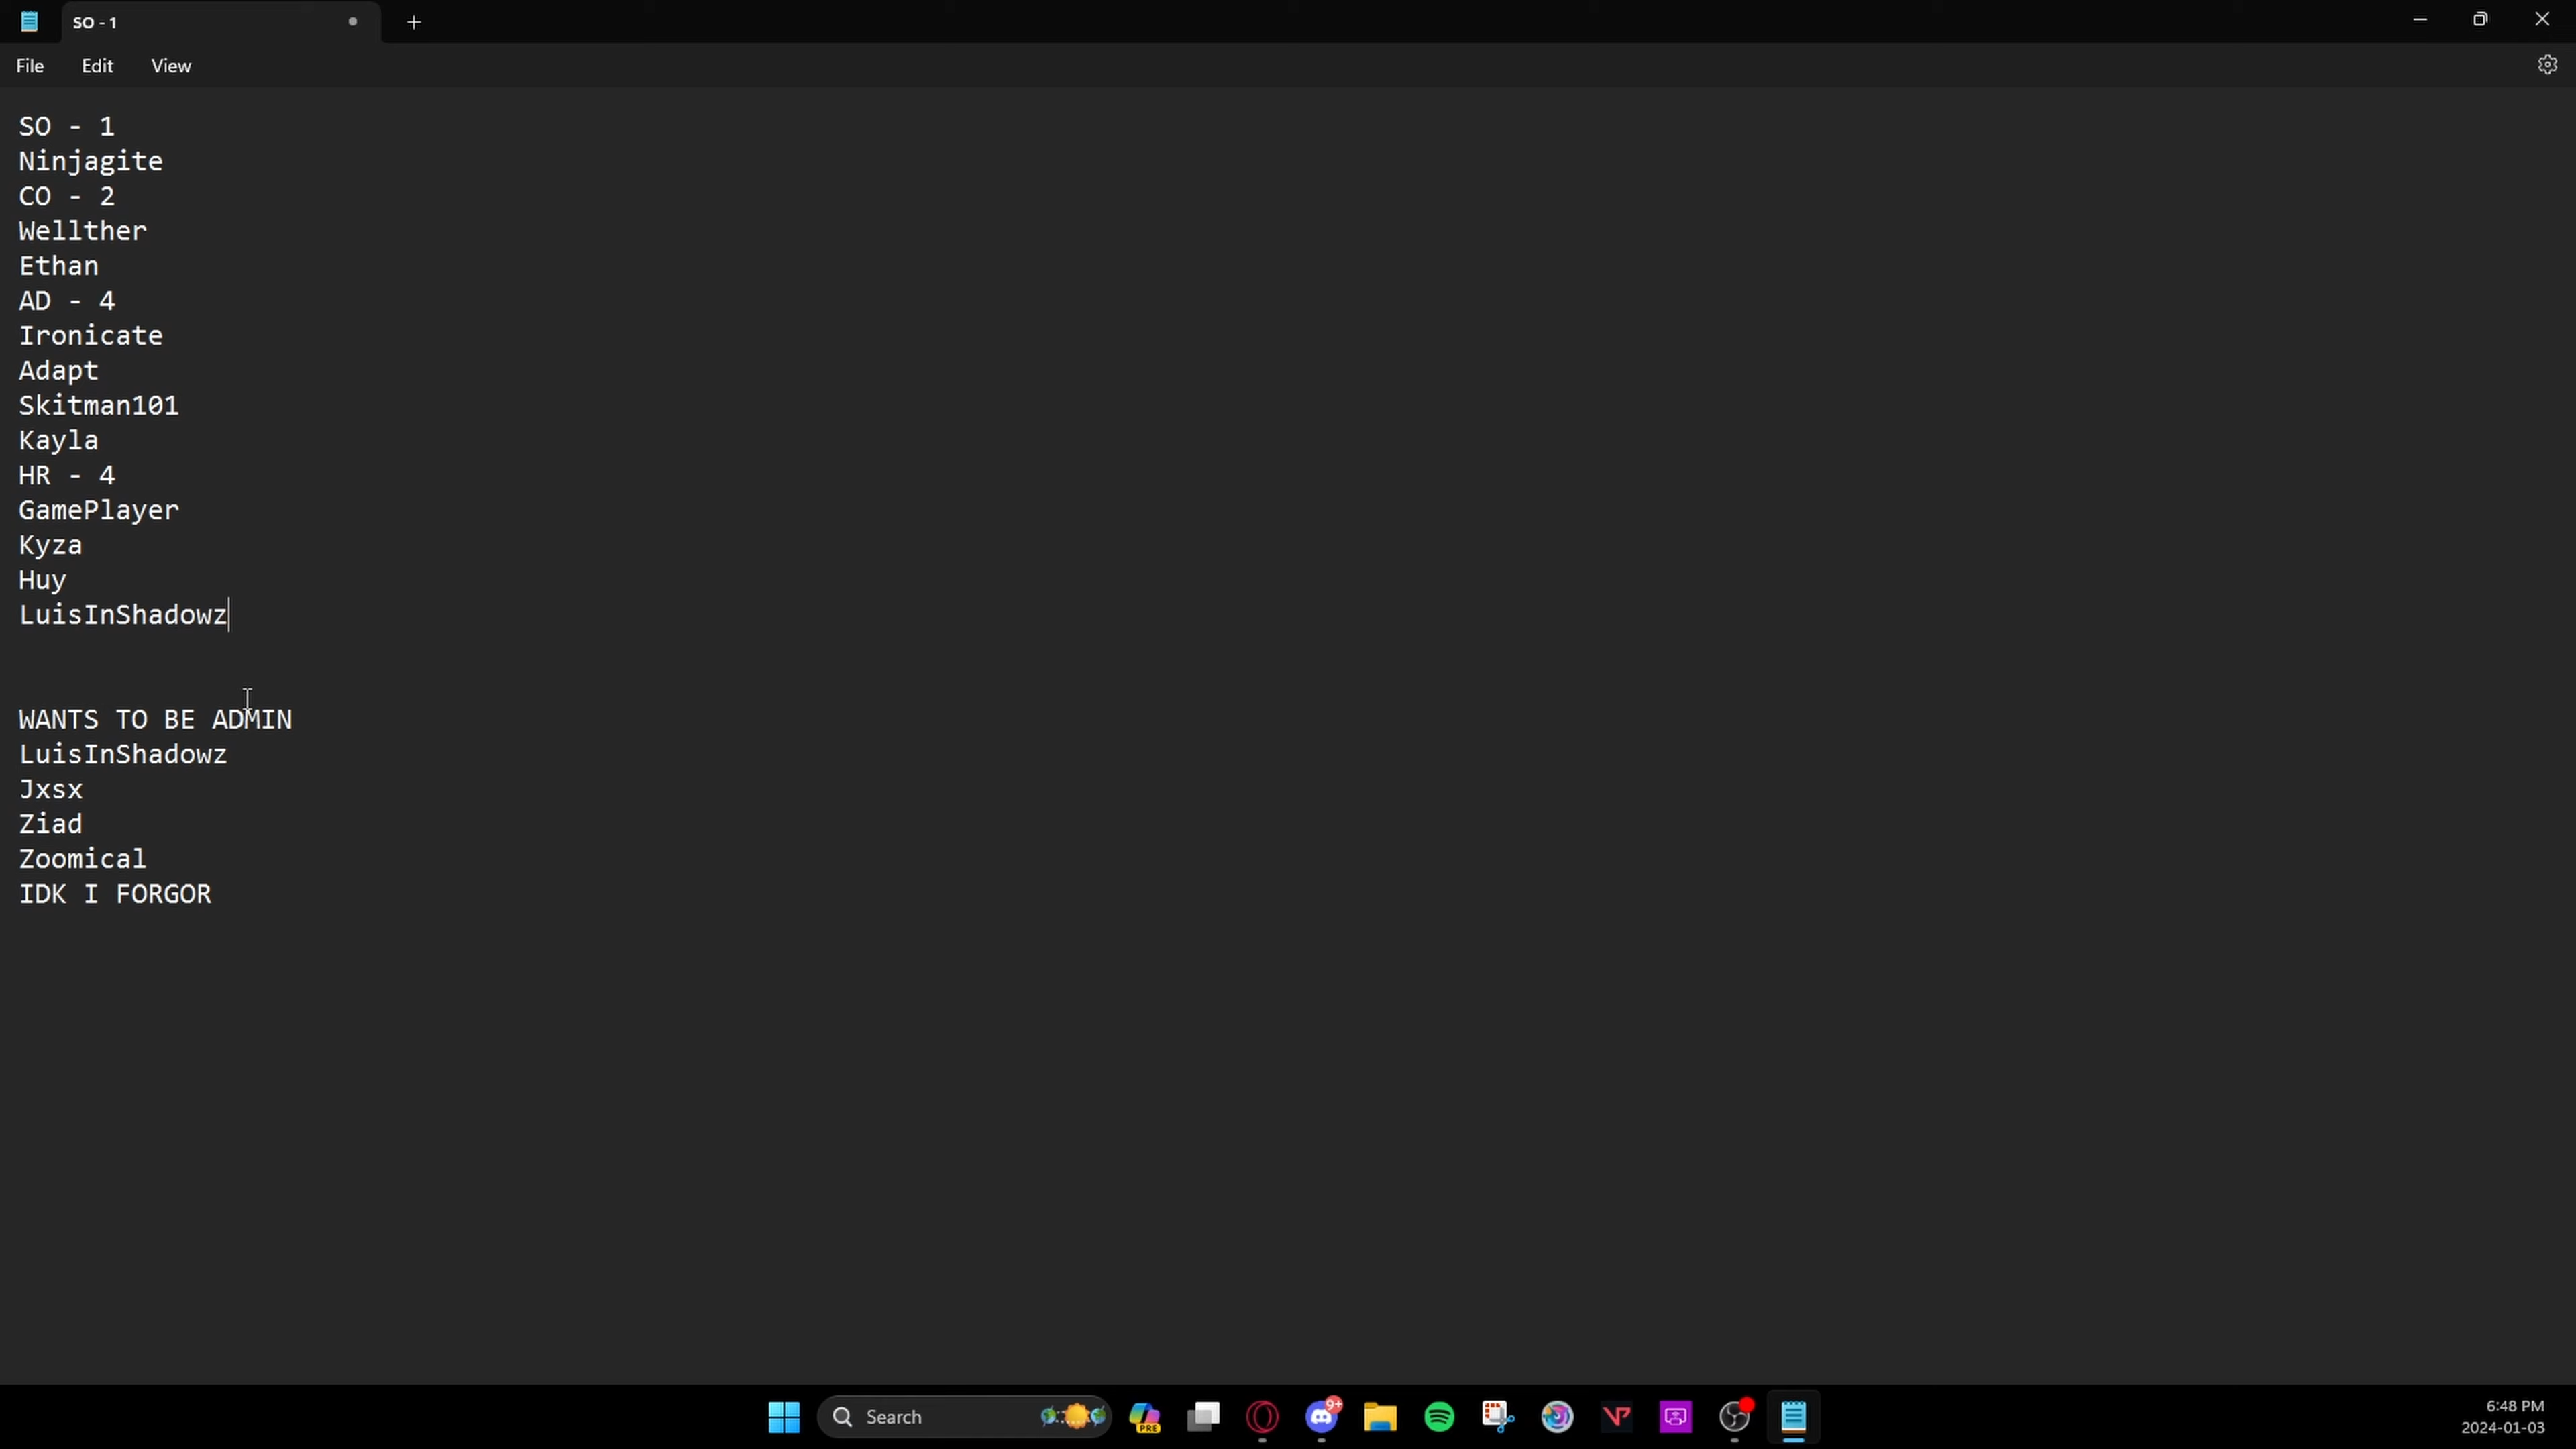 SO - 1
File Edit View
SO - 1
Ninjagite
CO - 2
Wellther
Ethan
AD - 4
Ironicate
Adapt
Skitman101
Kayla
HR - 4
GamePlayer
Kyza
Huy
LuisInShadowz
WANTS TO BE ADMIN
LuisInShadowz
Jxsx
Ziad
Zoomical
IDK I FORGOR
Search
PRE
9+
6:48 PM
2024-01-03